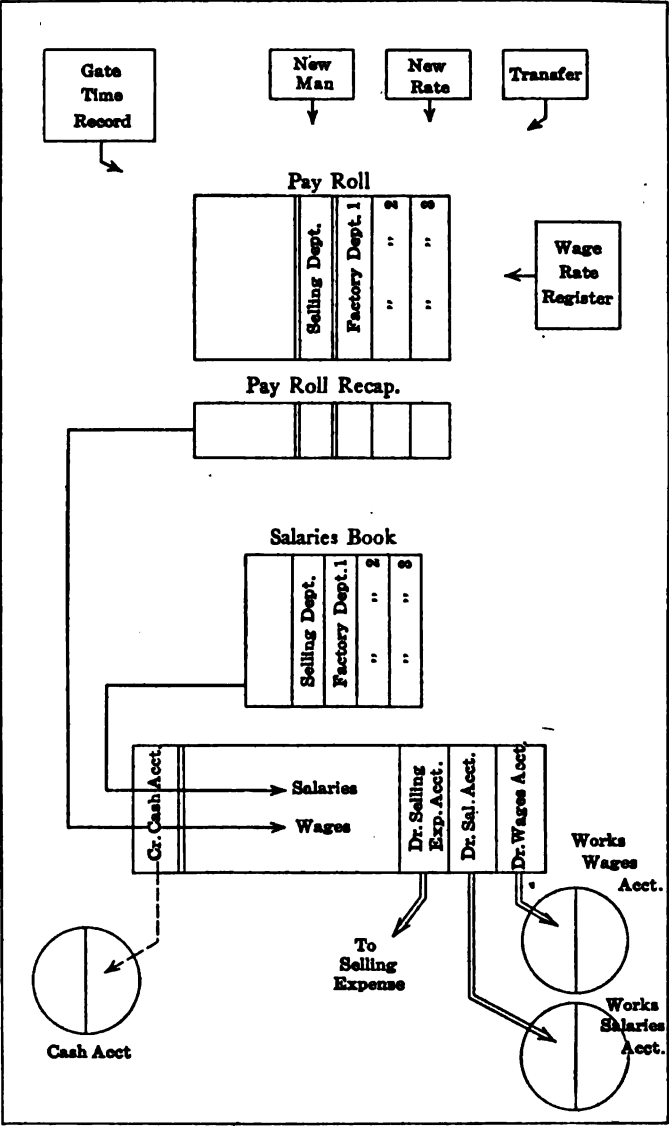 Gate
Time
Record
New
Man
New
Rate
Transfer
Pay Roll
Selling Dept.
Factory Dept. 1
" " 2
" " 3
Wage
Rate
Register
Pay Roll Recap.
Salaries Book
Selling Dept.
Factory Dept. 1
" " 2
" " 3
Cr. Cash Acct.
Salaries
Wages
Dr. Selling
Exp. Acct.
Dr. Sal. Acct.
Dr. Wages Acct.
Works
Wages
Acct.
To
Selling
Expense
Works
Salaries
Acct.
Cash Acct